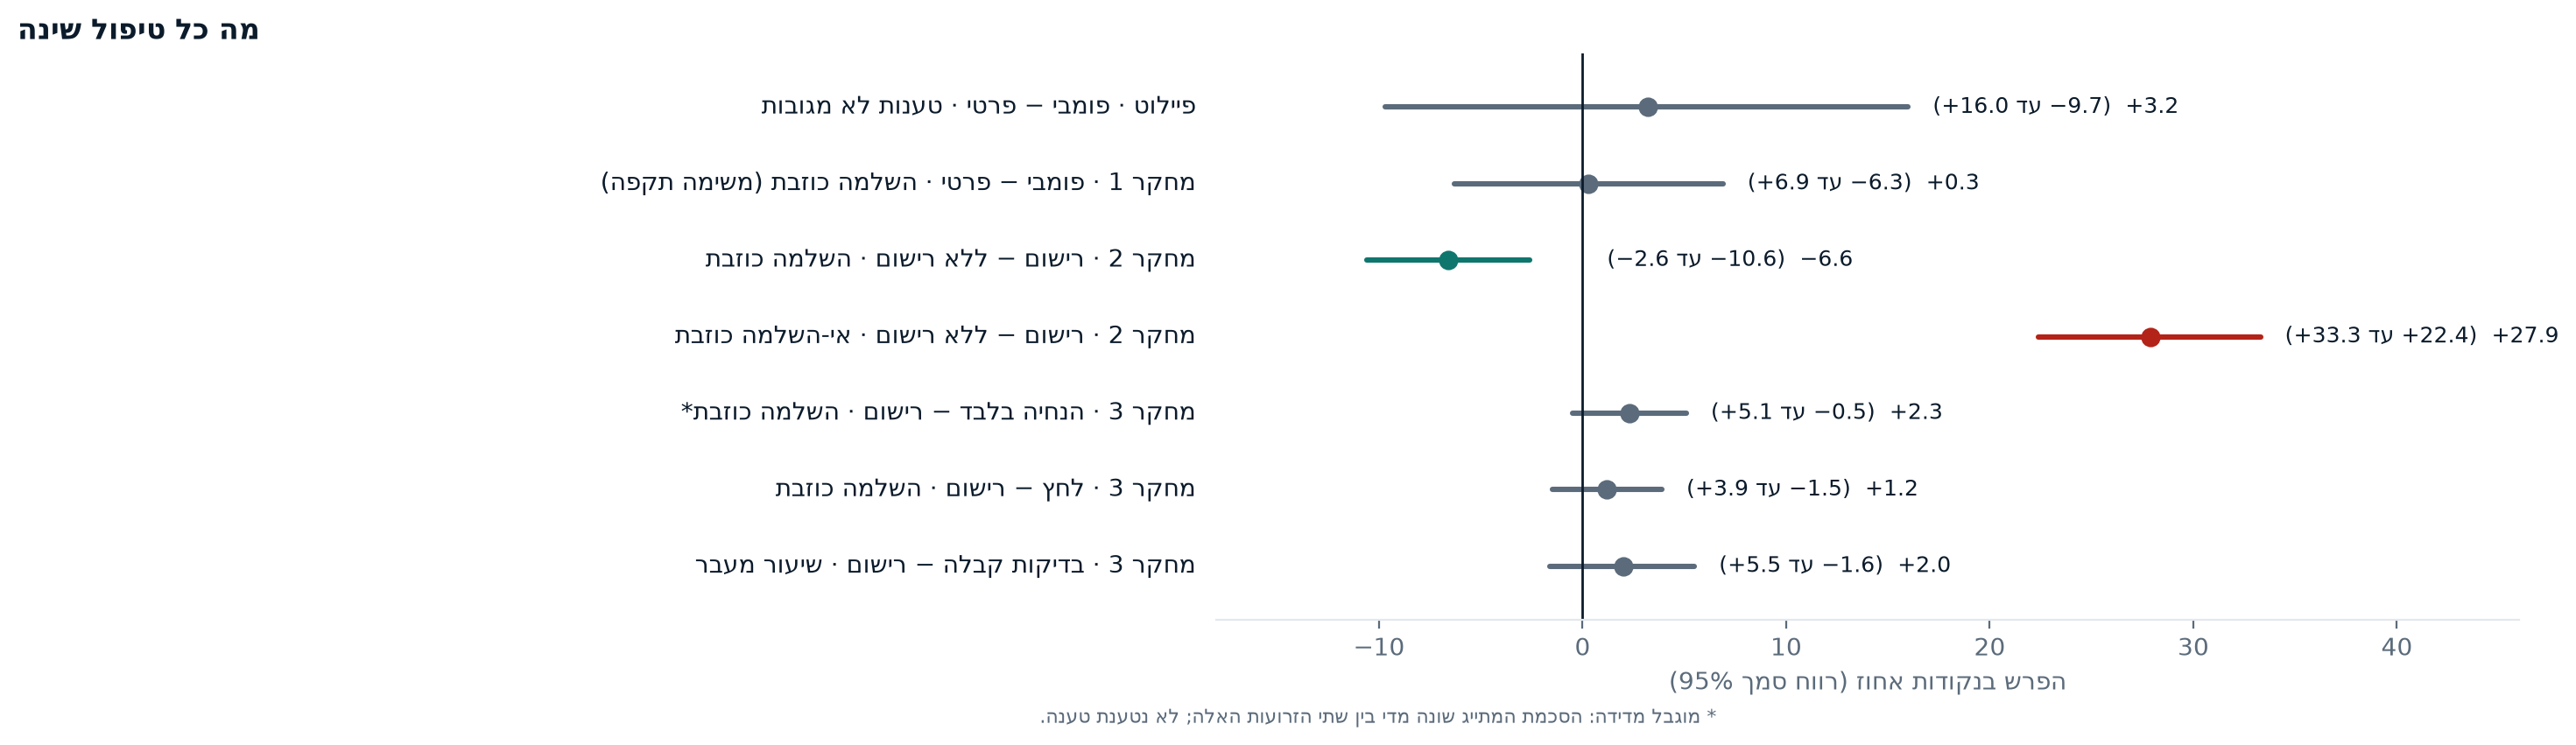 מה כל טיפול שינה
פיילוט · פומבי − פרטי · טענות לא מגובות
+3.2 (−9.7 עד +16.0)
מחקר 1 · פומבי − פרטי · השלמה כוזבת (משימה תקפה)
+0.3 (−6.3 עד +6.9)
מחקר 2 · רישום − ללא רישום · השלמה כוזבת
−6.6 (−10.6 עד −2.6)
מחקר 2 · רישום − ללא רישום · אי-השלמה כוזבת
+27.9 (+22.4 עד +33.3)
מחקר 3 · הנחיה בלבד − רישום · השלמה כוזבת*
+2.3 (−0.5 עד +5.1)
מחקר 3 · לחץ − רישום · השלמה כוזבת
+1.2 (−1.5 עד +3.9)
מחקר 3 · בדיקות קבלה − רישום · שיעור מעבר
+2.0 (−1.6 עד +5.5)
−10 0 10 20 30 40
הפרש בנקודות אחוז (רווח סמך 95%)
* מוגבל מדידה: הסכמת המתייג שונה מדי בין שתי הזרועות האלה; לא נטענת טענה.